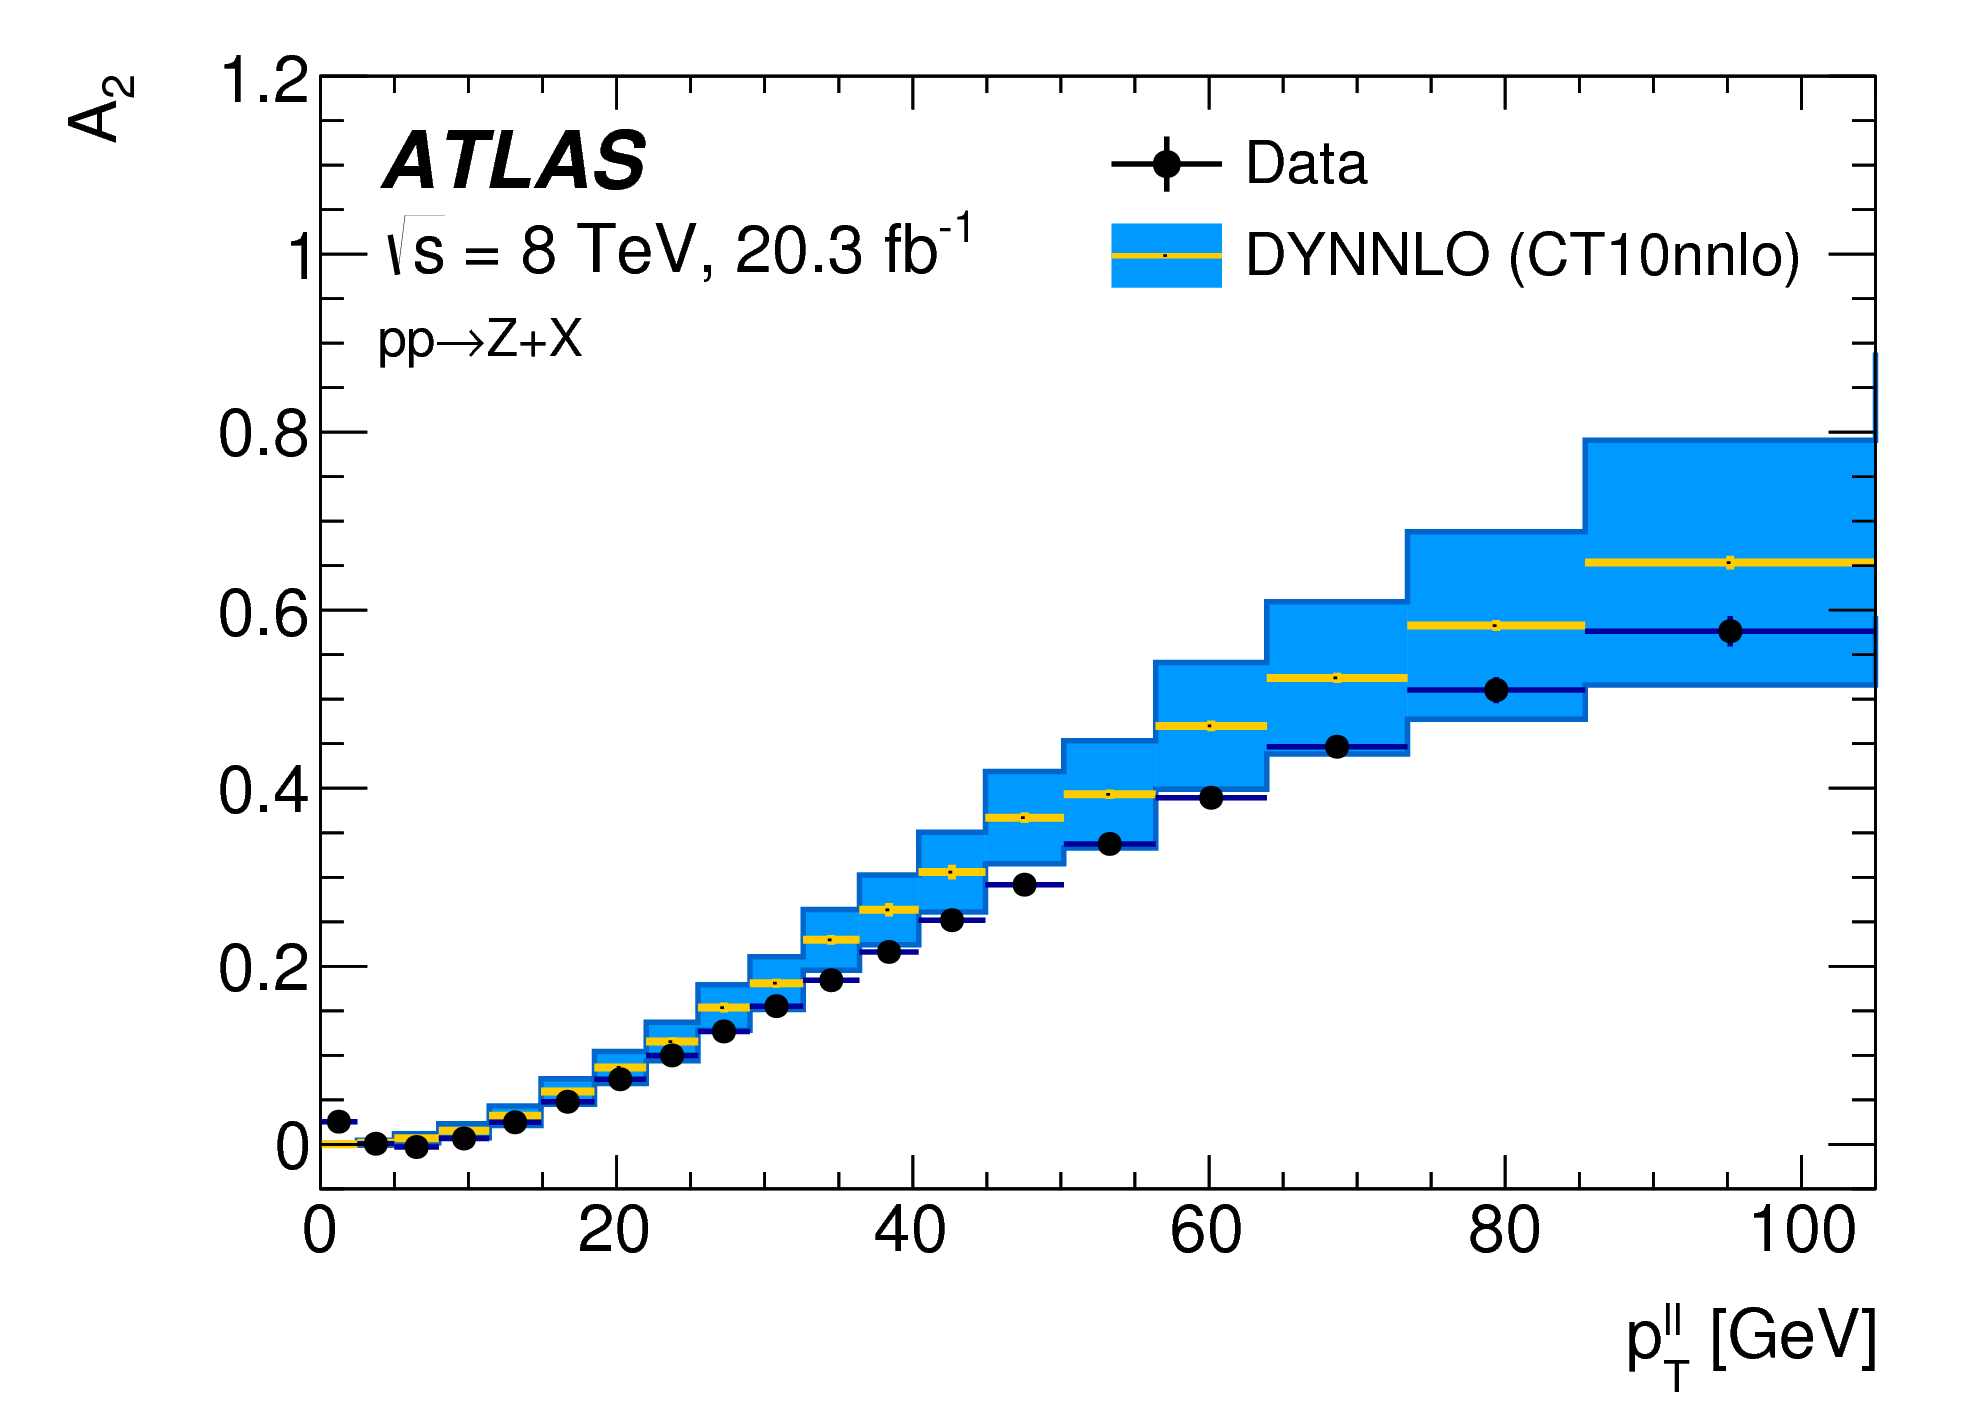 A2
1.2
1
0.8
0.6
0.4
0.2
0
ATLAS
√s = 8 TeV, 20.3 fb-1
pp→Z+X
Data
DYNNLO (CT10nnlo)
0 20 40 60 80 100
pTll [GeV]